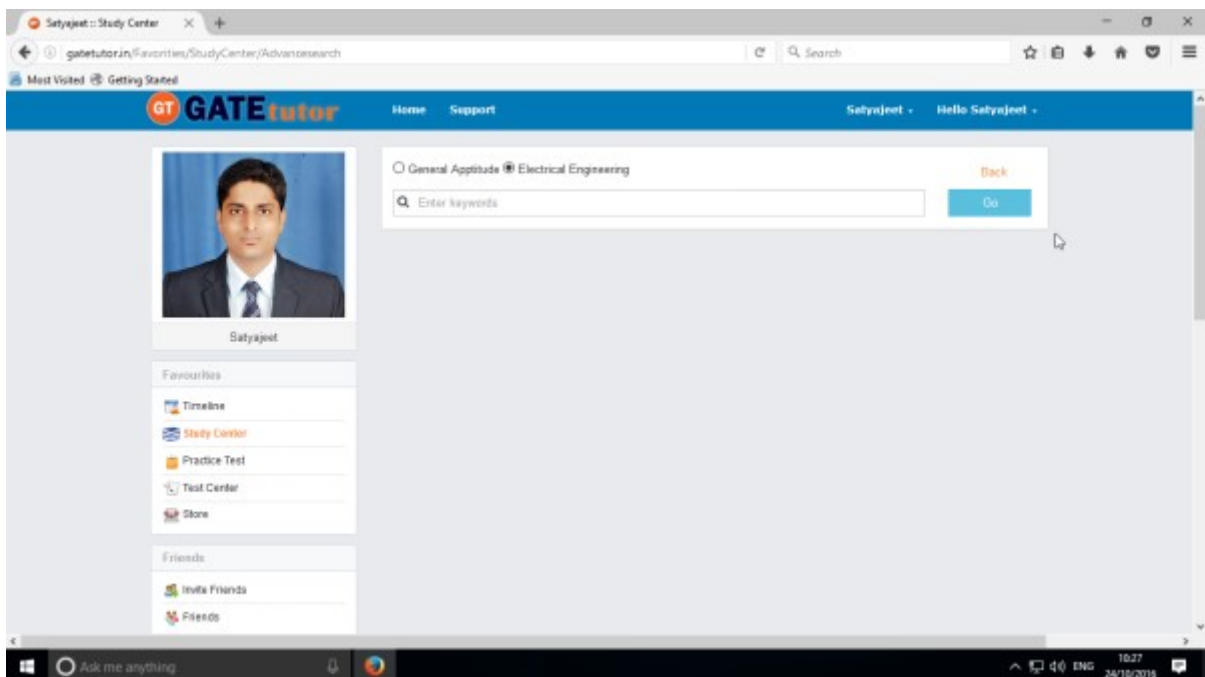 Satyajeet :: Study Center
gatetutor.in/Favorities/StudyCenter/Advancesearch
Search
Most Visited Getting Started
GT GATEtutor Home Support Satyajeet Hello Satyajeet
General Apptitude Electrical Engineering Back
Enter keywords Go
Satyajeet
Favourites
Timeline
Study Center
Practice Test
Test Center
Store
Friends
Invite Friends
Friends
Ask me anything ENG 10:27
24/10/2016